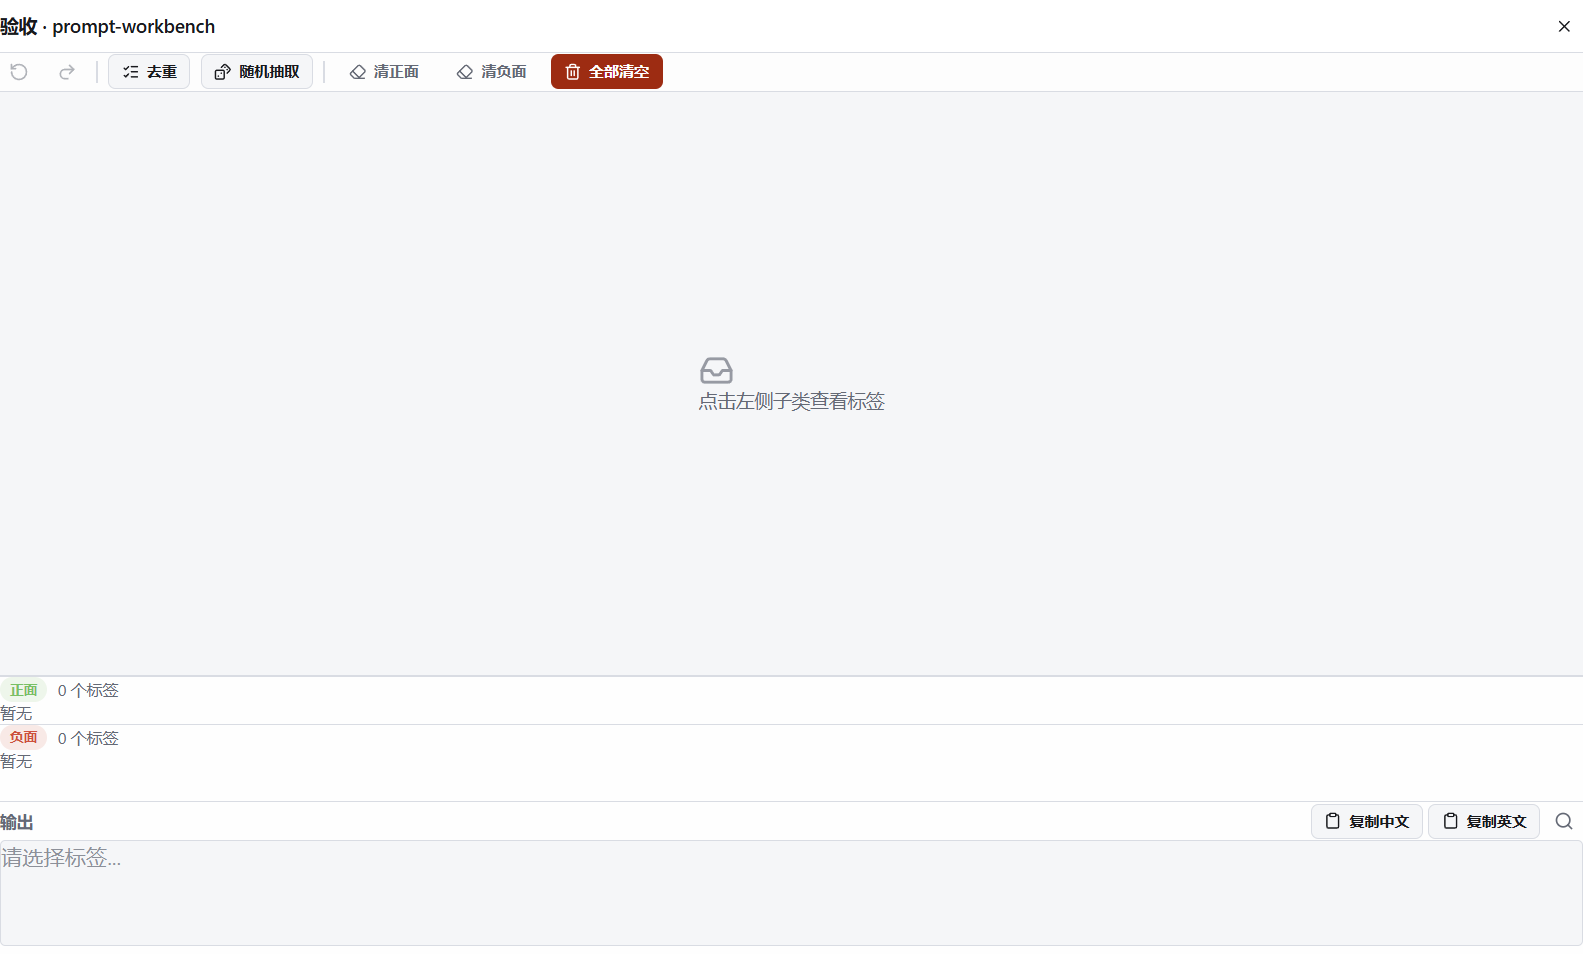 验收 · prompt-workbench
去重 随机抽取 清正面 清负面 全部清空
点击左侧子类查看标签
正面 0 个标签
暂无
负面 0 个标签
暂无
输出 复制中文 复制英文
请选择标签...